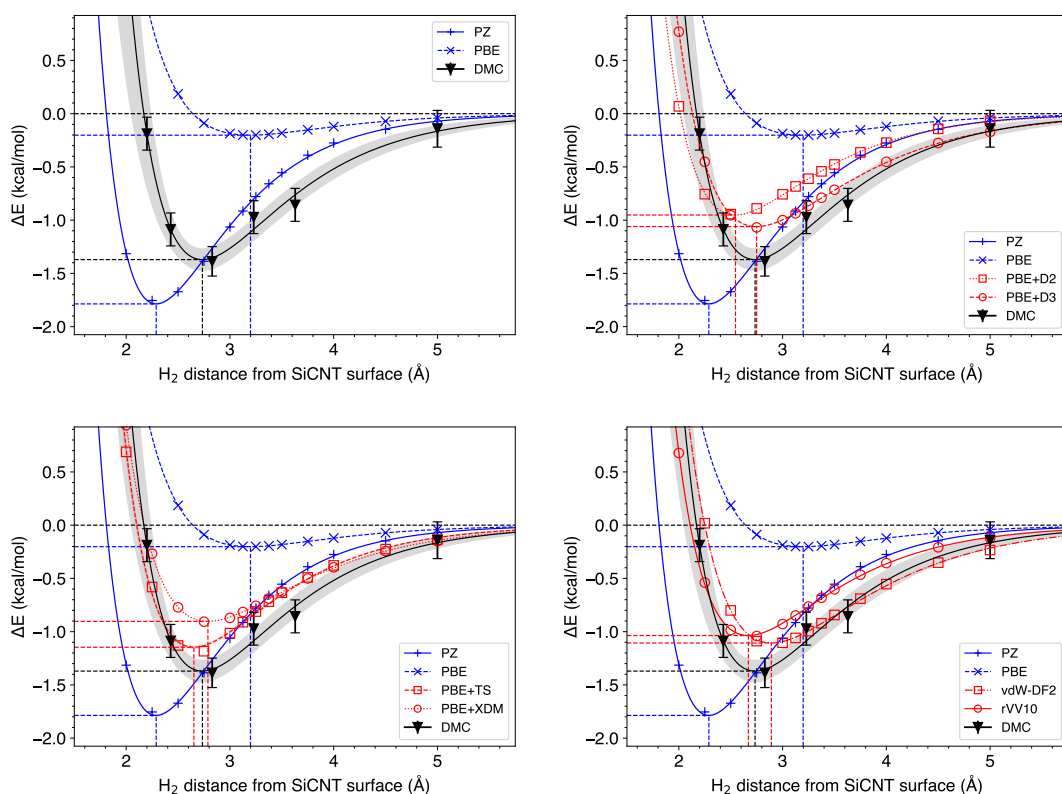 PZ
PBE
DMC
0.5
0.0
−0.5
−1.0
−1.5
−2.0
ΔE (kcal/mol)
2 3 4 5
H₂ distance from SiCNT surface (Å)
0.5
0.0
−0.5
−1.0
−1.5
−2.0
ΔE (kcal/mol)
PZ
PBE
PBE+D2
PBE+D3
DMC
2 3 4 5
H₂ distance from SiCNT surface (Å)
0.5
0.0
−0.5
−1.0
−1.5
−2.0
ΔE (kcal/mol)
PZ
PBE
PBE+TS
PBE+XDM
DMC
2 3 4 5
H₂ distance from SiCNT surface (Å)
0.5
0.0
−0.5
−1.0
−1.5
−2.0
ΔE (kcal/mol)
PZ
PBE
vdW-DF2
rVV10
DMC
2 3 4 5
H₂ distance from SiCNT surface (Å)